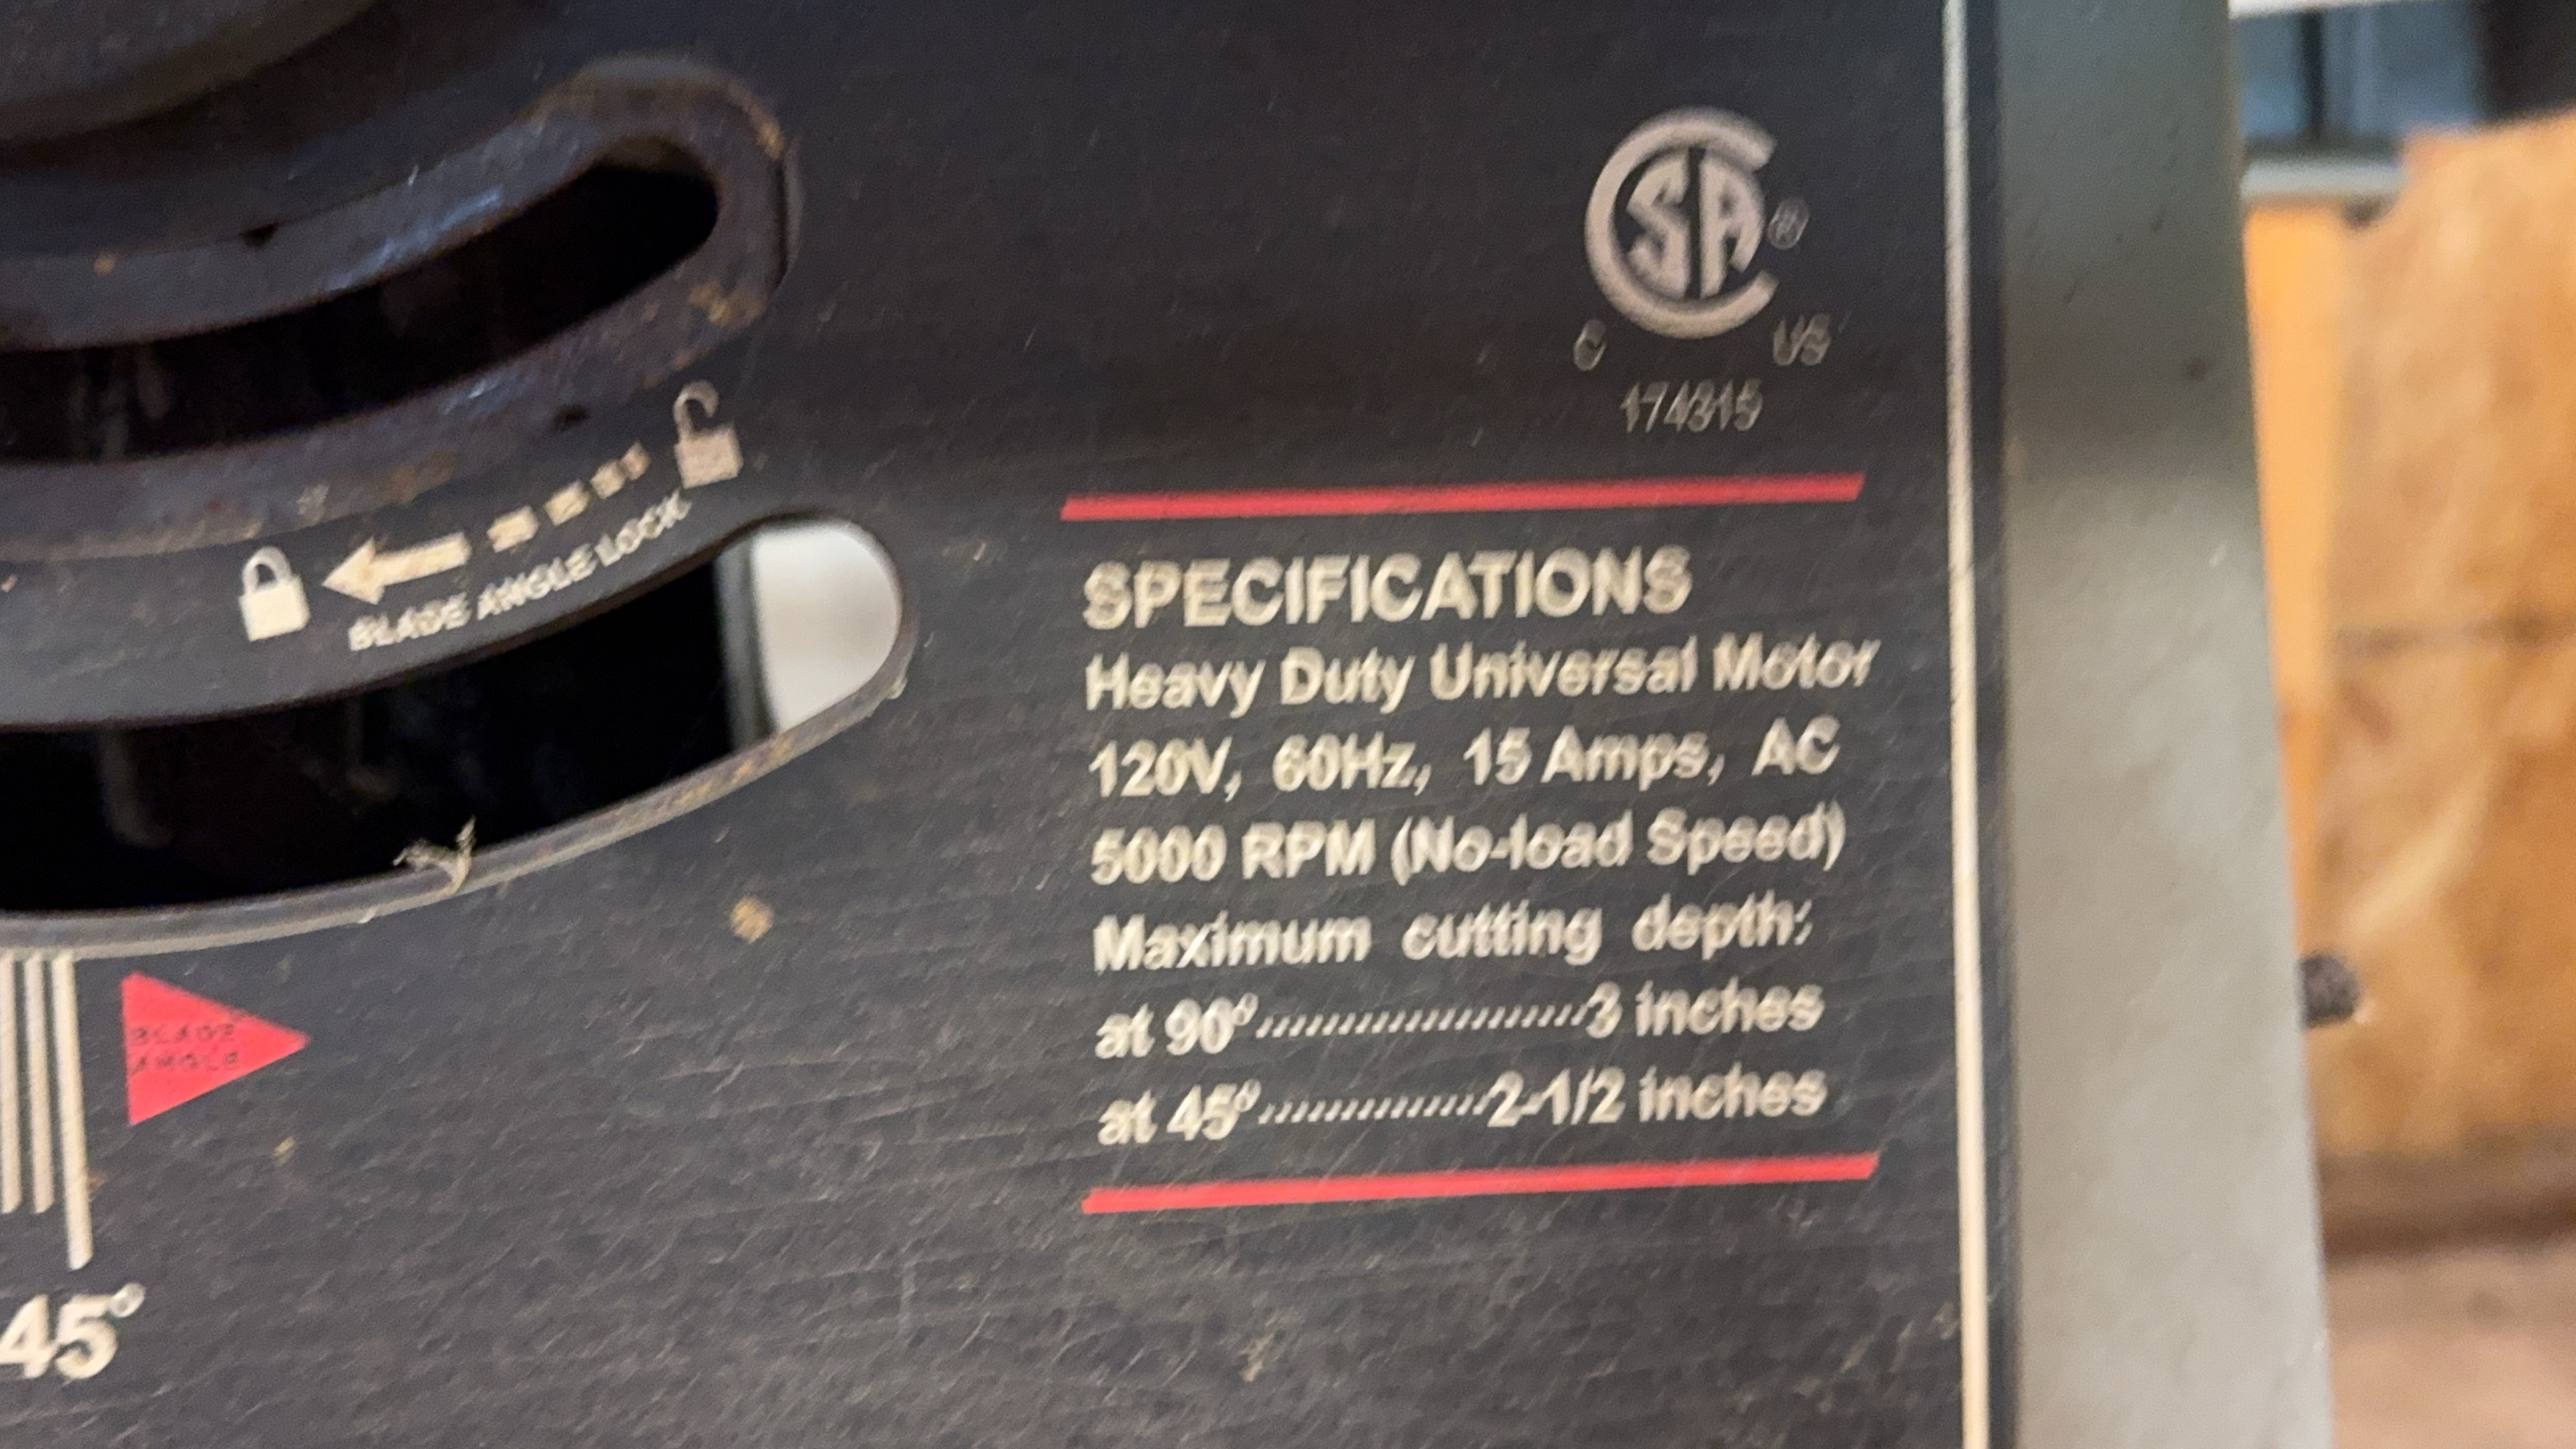 CSA®
C US
174315
BLADE ANGLE LOCK
SPECIFICATIONS
Heavy Duty Universal Motor
120V, 60Hz, 15 Amps, AC
5000 RPM (No-load Speed)
Maximum cutting depth:
at 90°....................3 inches
at 45°..............2-1/2 inches
BLADE
ANGLE
45°